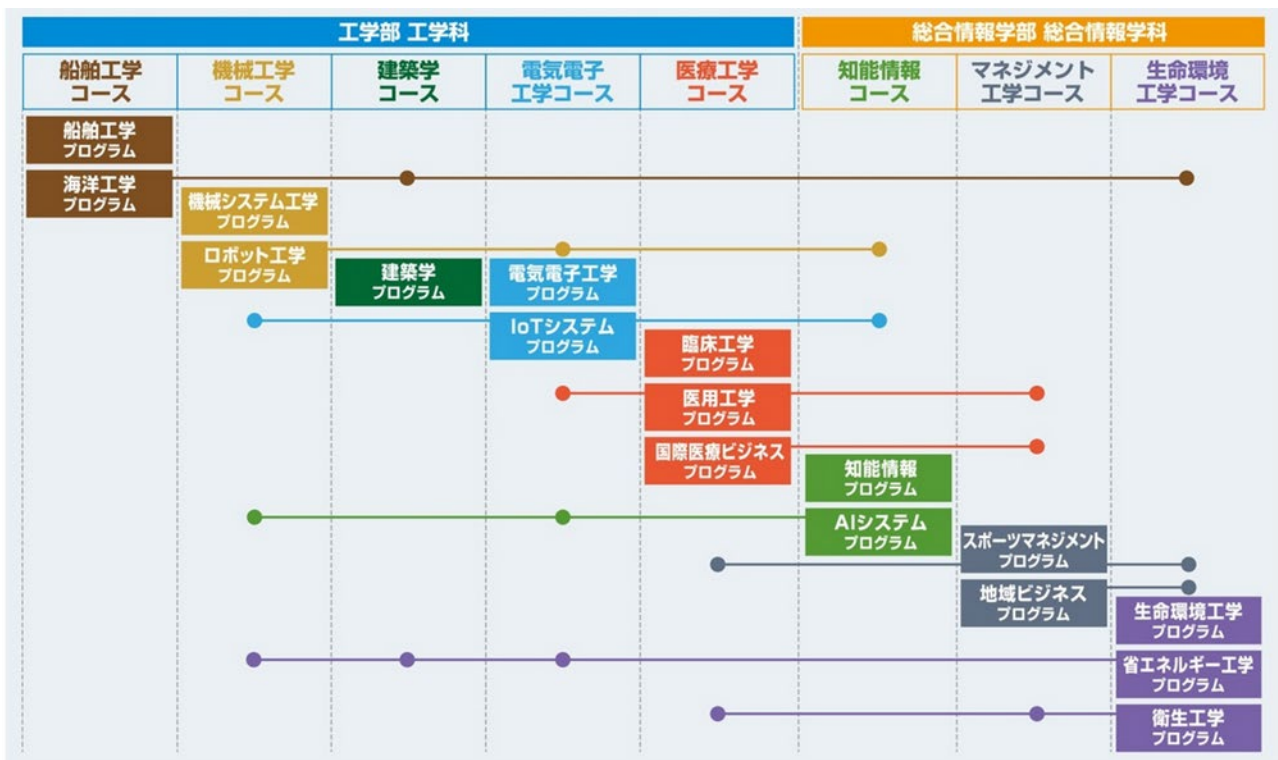 工学部 工学科
総合情報学部 総合情報学科
船舶工学
コース
機械工学
コース
建築学
コース
電気電子
工学コース
医療工学
コース
知能情報
コース
マネジメント
工学コース
生命環境
工学コース
船舶工学
プログラム
海洋工学
プログラム
機械システム工学
プログラム
ロボット工学
プログラム
建築学
プログラム
電気電子工学
プログラム
IoTシステム
プログラム
臨床工学
プログラム
医用工学
プログラム
国際医療ビジネス
プログラム
知能情報
プログラム
AIシステム
プログラム
スポーツマネジメント
プログラム
地域ビジネス
プログラム
生命環境工学
プログラム
省エネルギー工学
プログラム
衛生工学
プログラム